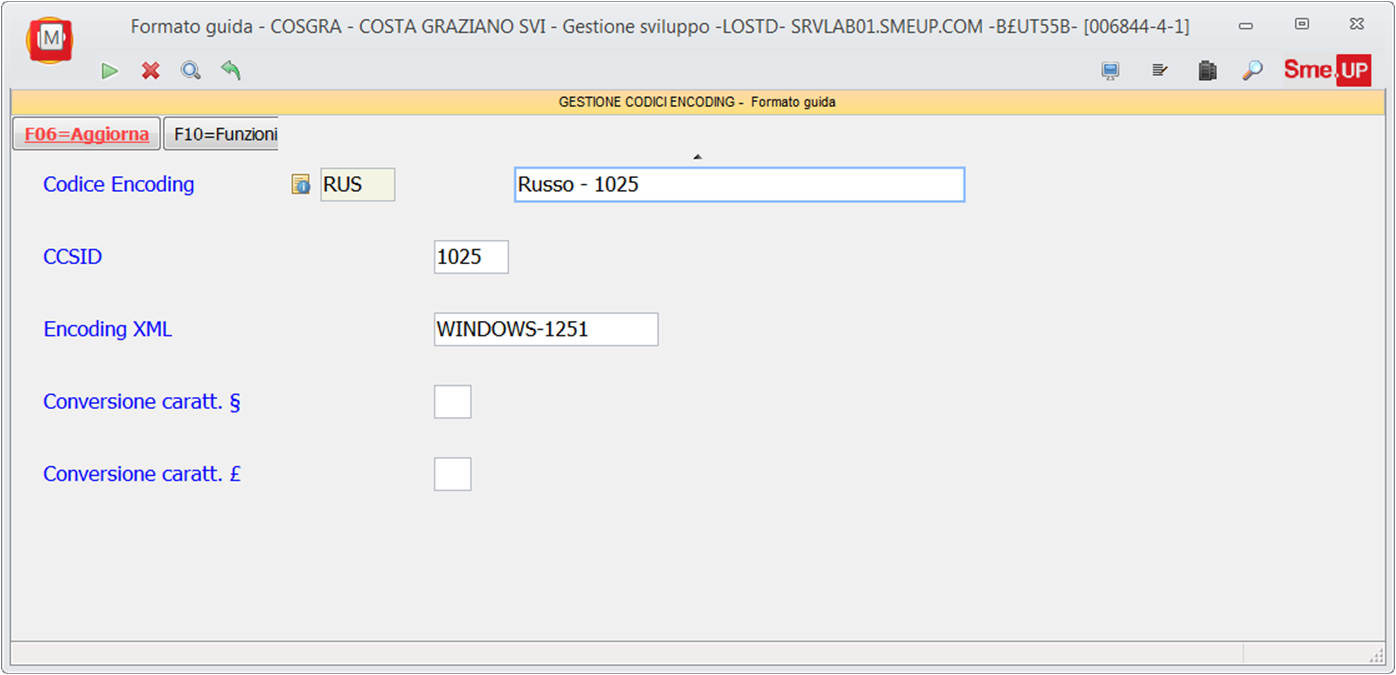 Formato guida - COSGRA - COSTA GRAZIANO SVI - Gestione sviluppo -LOSTD- SRVLAB01.SMEUP.COM -B£UT55B- [006844-4-1]
M
Sme.UP
GESTIONE CODICI ENCODING - Formato guida
F06=Aggiorna F10=Funzioni
Codice Encoding RUS Russo - 1025
CCSID 1025
Encoding XML WINDOWS-1251
Conversione caratt. §
Conversione caratt. £